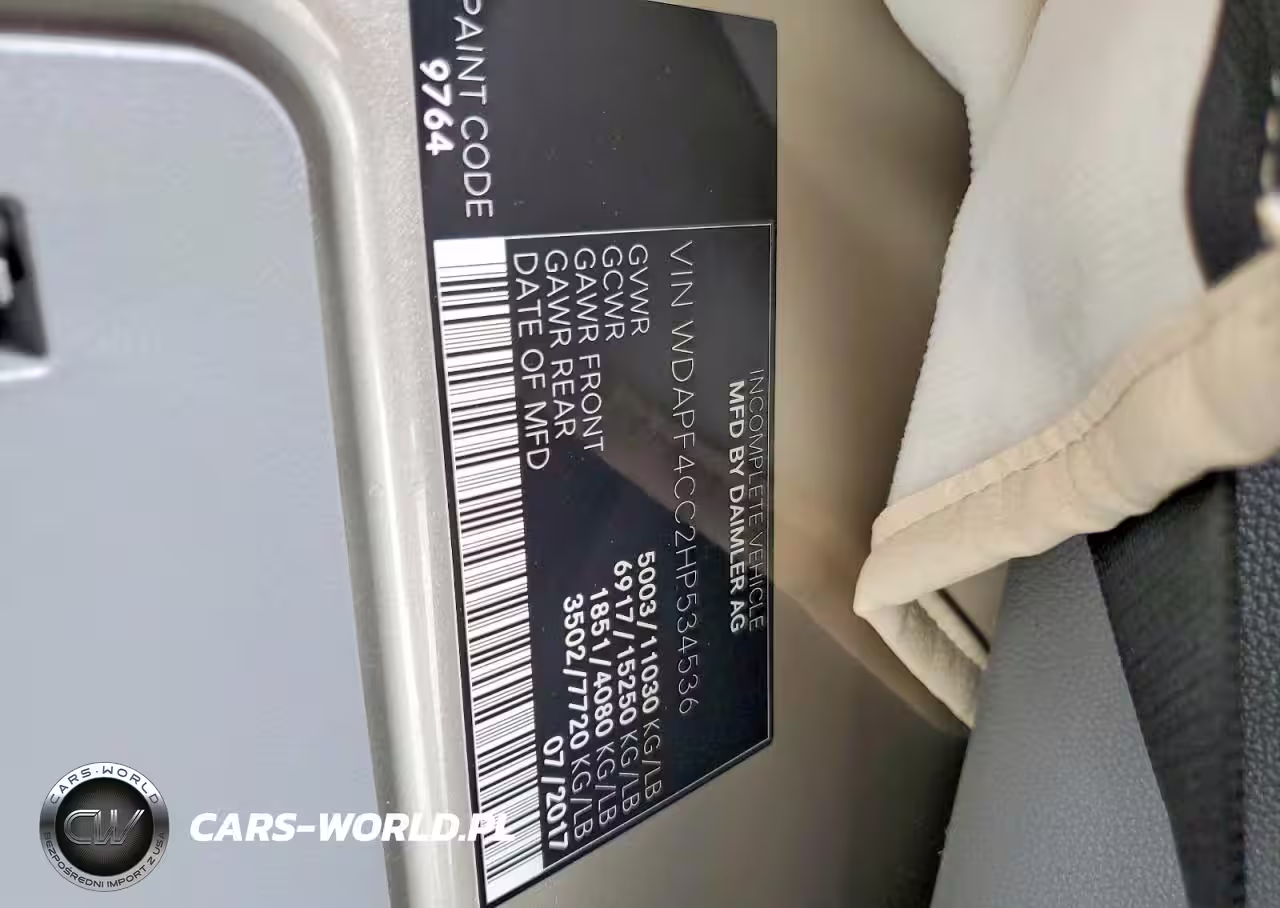 INCOMPLETE VEHICLE
MFD BY DAIMLER AG
VIN WDAPF4CC2HP534536
GVWR 5003/11030 KG/LB
GCWR 6917/15250 KG/LB
GAWR FRONT 1851/4080 KG/LB
GAWR REAR 3502/7720 KG/LB
DATE OF MFD 07/2017
PAINT CODE
9764
CARS-WORLD
CW
BEZPOŚREDNI IMPORT Z USA
CARS-WORLD.PL